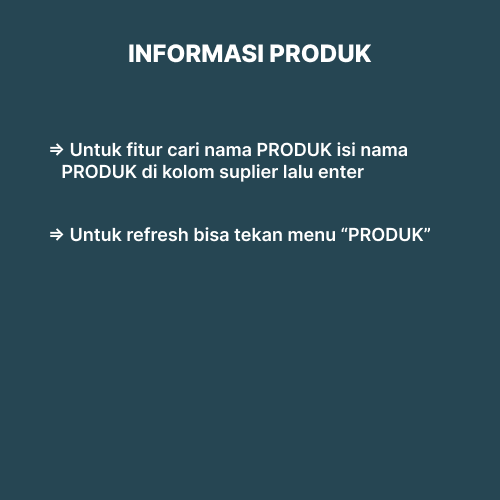 INFORMASI PRODUK
⇒ Untuk fitur cari nama PRODUK isi nama
PRODUK di kolom suplier lalu enter
⇒ Untuk refresh bisa tekan menu “PRODUK”